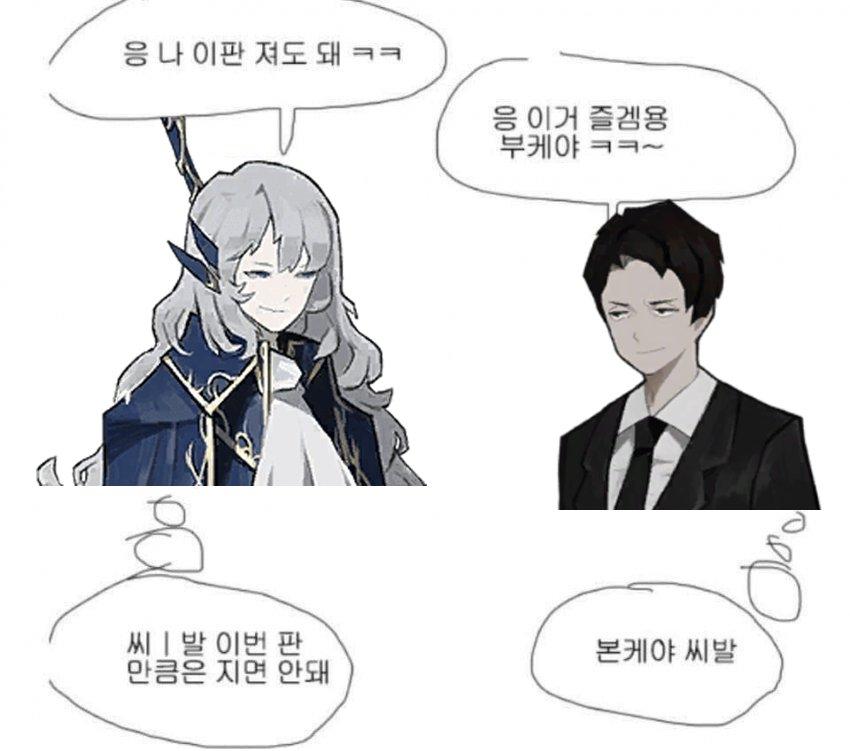 응 나 이판 져도 돼 ㅋㅋ
응 이거 즐겜용
부케야 ㅋㅋ~
씨ㅣ발 이번 판
만큼은 지면 안돼
본케야 씨발